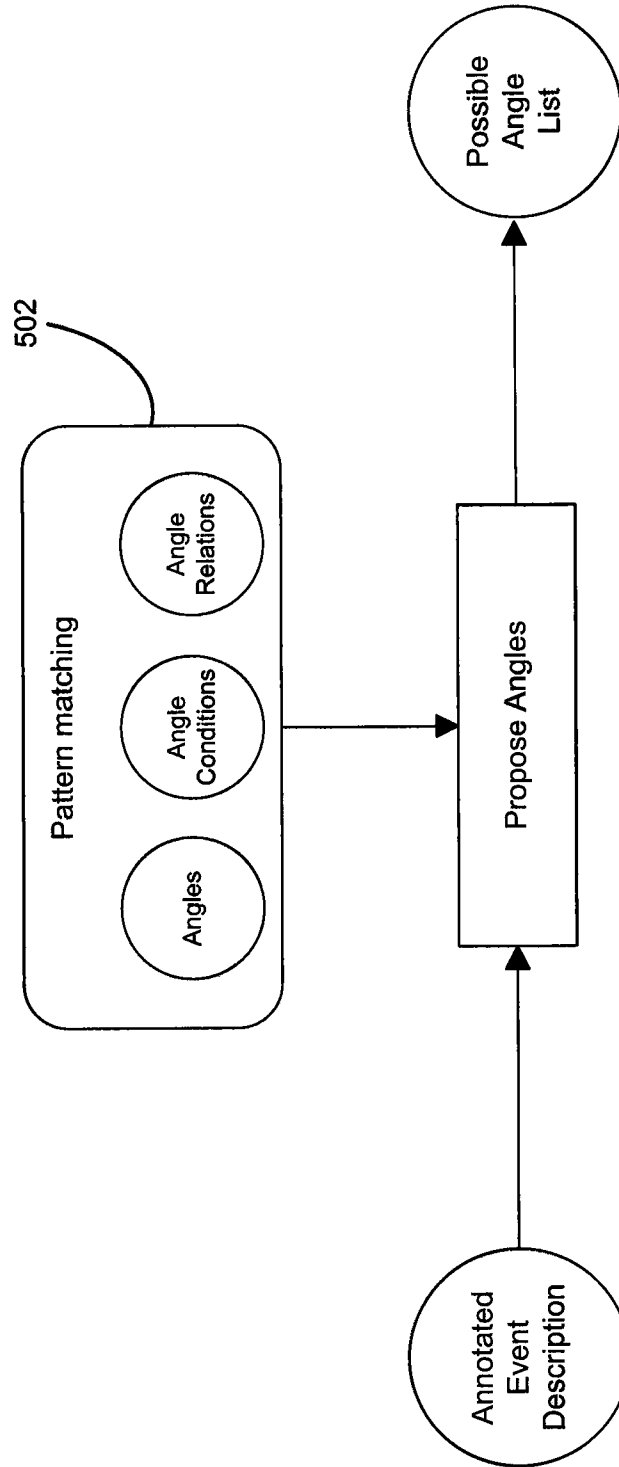 502
Pattern matching
Angles
Angle
Conditions
Angle
Relations
Annotated
Event
Description
Propose Angles
Possible
Angle
List